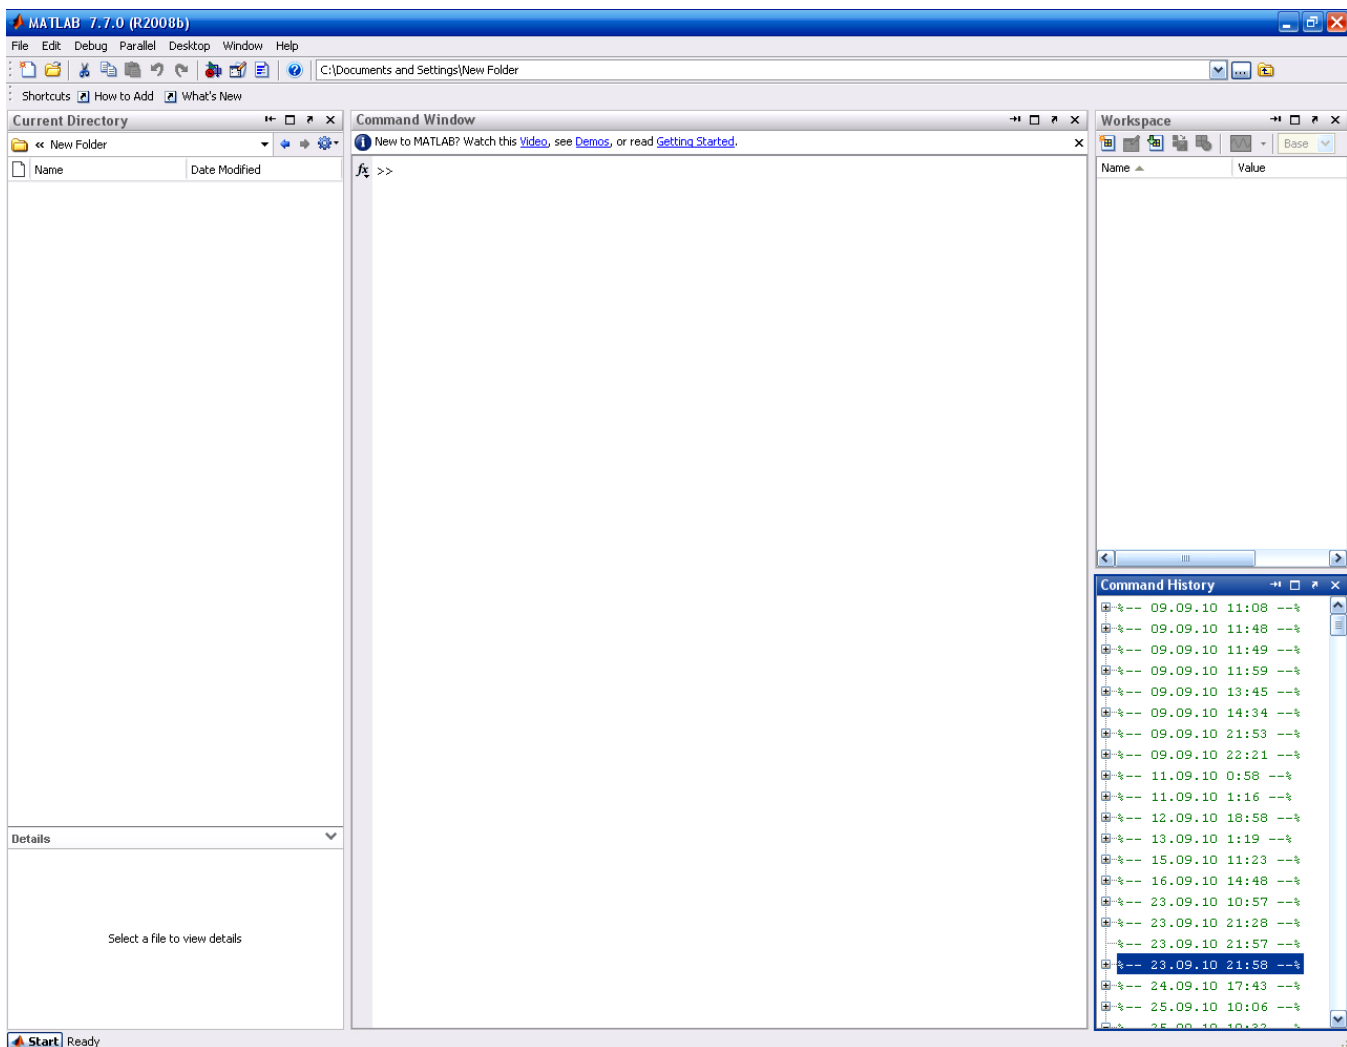 MATLAB 7.7.0 (R2008b)
File Edit Debug Parallel Desktop Window Help
C:\Documents and Settings\New Folder
Shortcuts How to Add What's New
Current Directory
« New Folder
Name Date Modified
Details
Select a file to view details
Command Window
New to MATLAB? Watch this Video, see Demos, or read Getting Started.
fx >>
Workspace
Base
Name Value
Command History
%-- 09.09.10 11:08 --%
%-- 09.09.10 11:48 --%
%-- 09.09.10 11:49 --%
%-- 09.09.10 11:59 --%
%-- 09.09.10 13:45 --%
%-- 09.09.10 14:34 --%
%-- 09.09.10 21:53 --%
%-- 09.09.10 22:21 --%
%-- 11.09.10 0:58 --%
%-- 11.09.10 1:16 --%
%-- 12.09.10 18:58 --%
%-- 13.09.10 1:19 --%
%-- 15.09.10 11:23 --%
%-- 16.09.10 14:48 --%
%-- 23.09.10 10:57 --%
%-- 23.09.10 21:28 --%
%-- 23.09.10 21:57 --%
%-- 23.09.10 21:58 --%
%-- 24.09.10 17:43 --%
%-- 25.09.10 10:06 --%
Start Ready